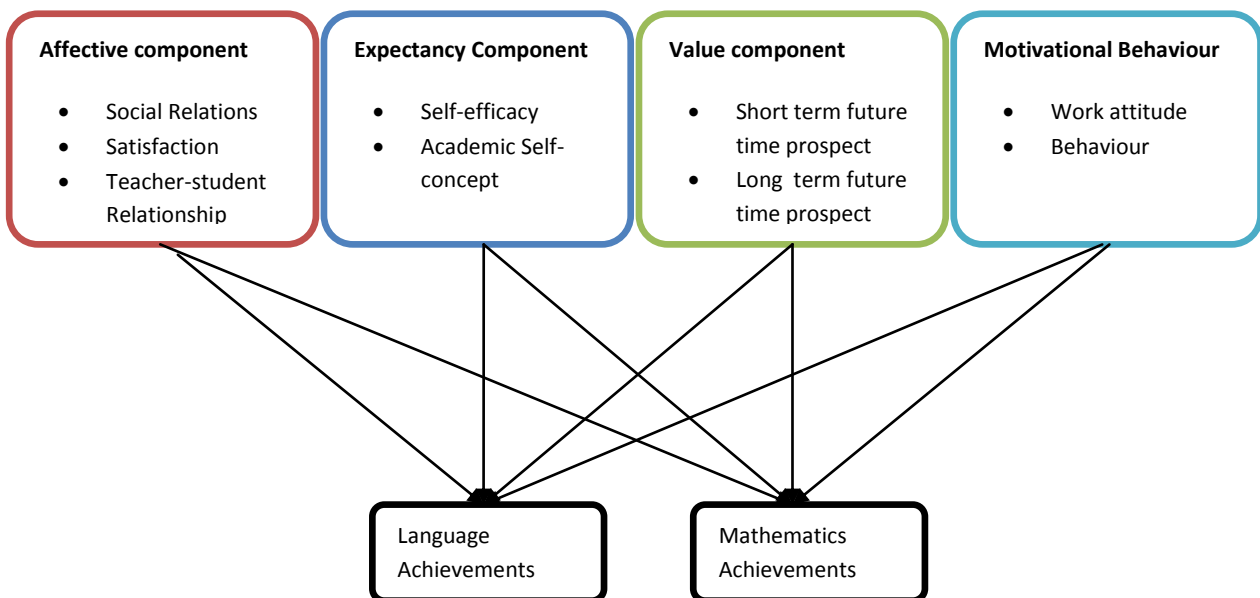 Affective component
• Social Relations
• Satisfaction
• Teacher-student
Relationship
Expectancy Component
• Self-efficacy
• Academic Self-
concept
Value component
• Short term future
time prospect
• Long term future
time prospect
Motivational Behaviour
• Work attitude
• Behaviour
Language
Achievements
Mathematics
Achievements